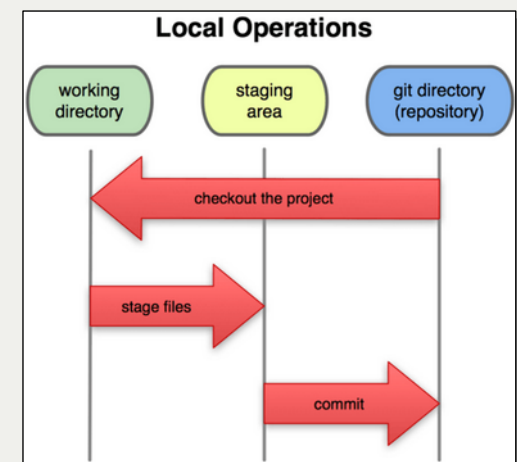 Local Operations
working
directory
staging
area
git directory
(repository)
checkout the project
stage files
commit